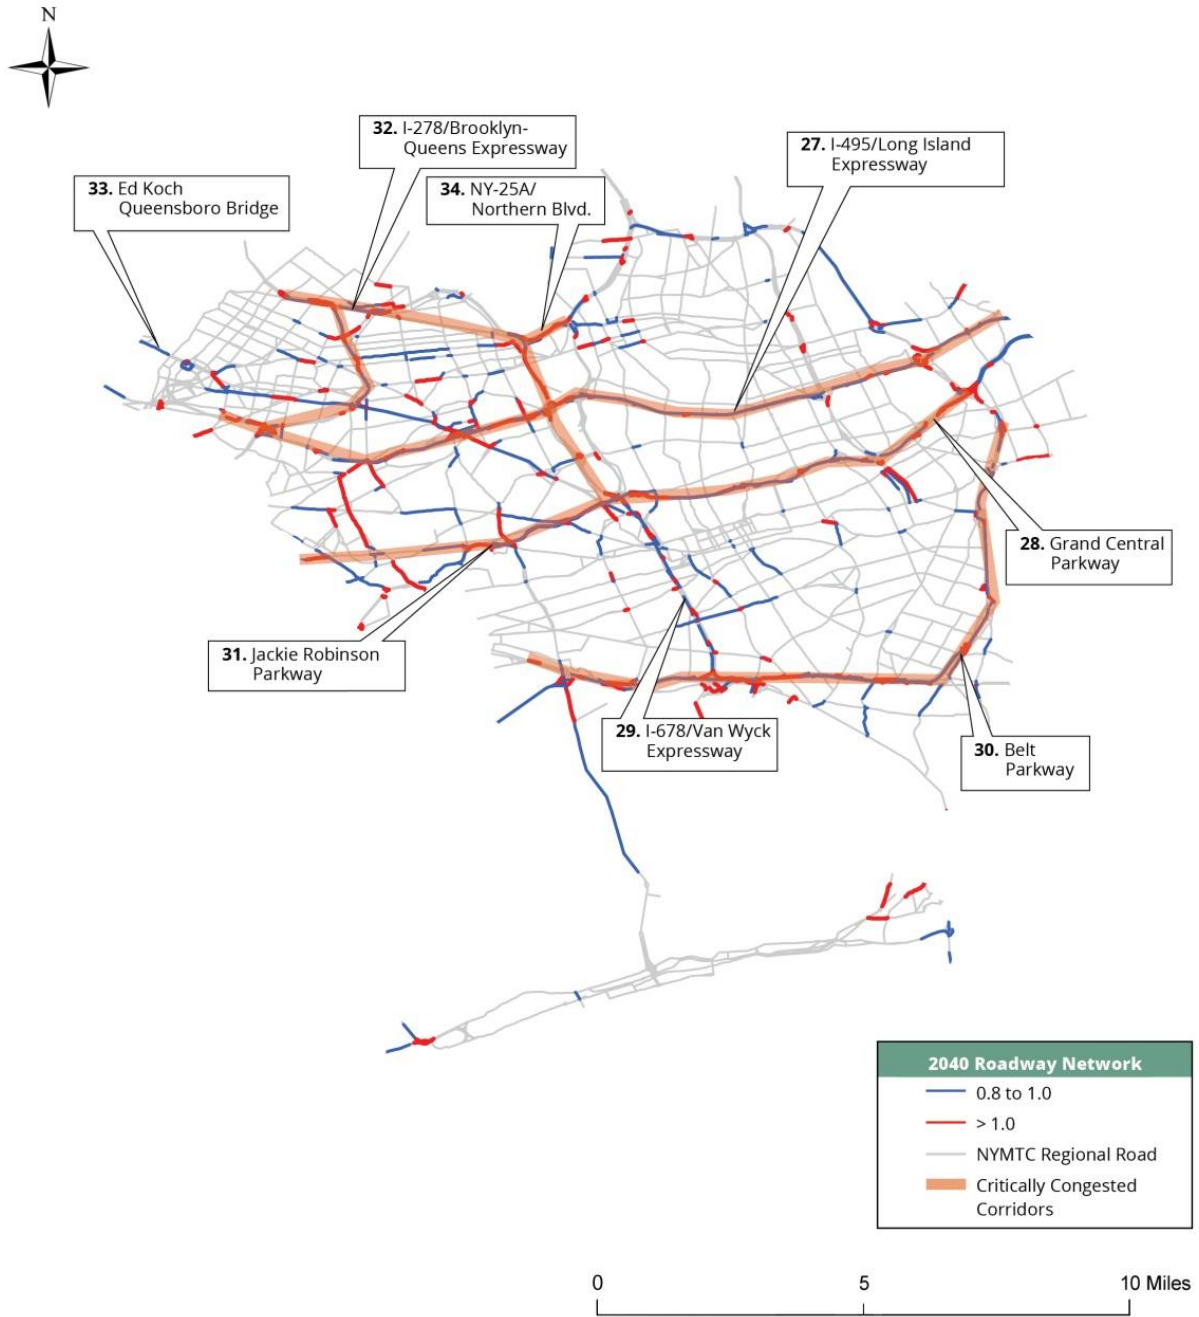 N
32. I-278/Brooklyn-
Queens Expressway
27. I-495/Long Island
Expressway
33. Ed Koch
Queensboro Bridge
34. NY-25A/
Northern Blvd.
28. Grand Central
Parkway
31. Jackie Robinson
Parkway
29. I-678/Van Wyck
Expressway
30. Belt
Parkway
2040 Roadway Network
0.8 to 1.0
> 1.0
NYMTC Regional Road
Critically Congested
Corridors
0 5 10 Miles